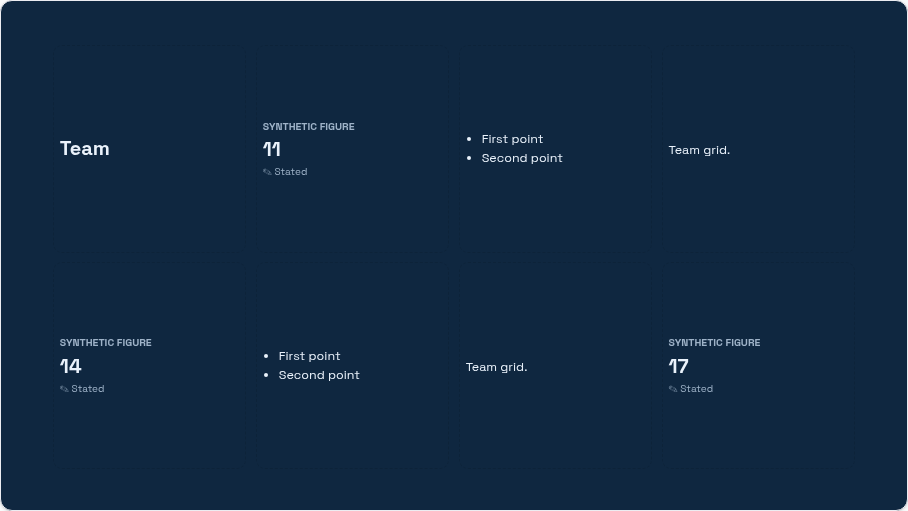 Team
SYNTHETIC FIGURE
11
✎ Stated
• First point
• Second point
Team grid.
SYNTHETIC FIGURE
14
✎ Stated
• First point
• Second point
Team grid.
SYNTHETIC FIGURE
17
✎ Stated